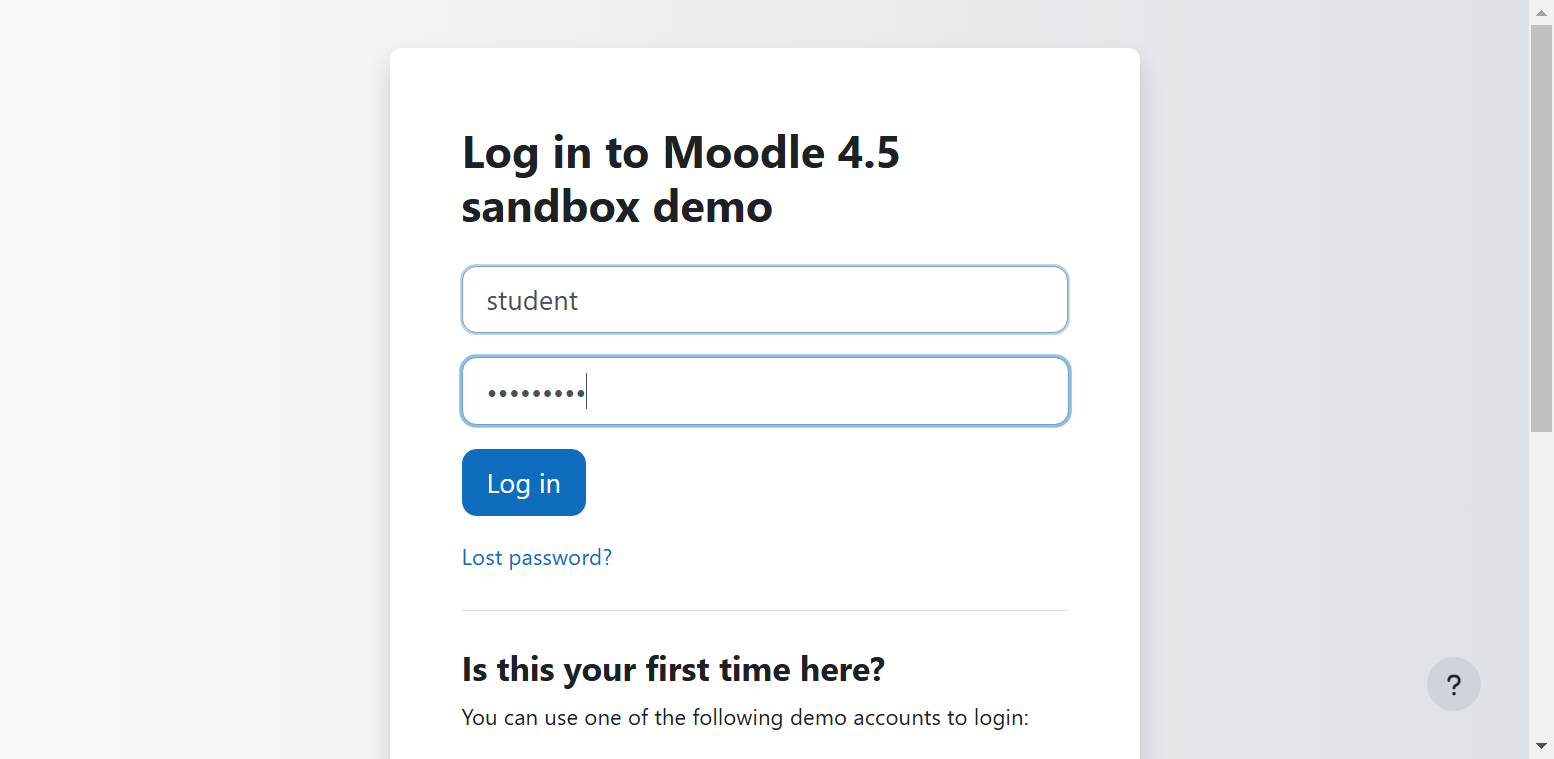 Log in to Moodle 4.5
sandbox demo
student
•••••••••
Log in
Lost password?
Is this your first time here?
You can use one of the following demo accounts to login:
?